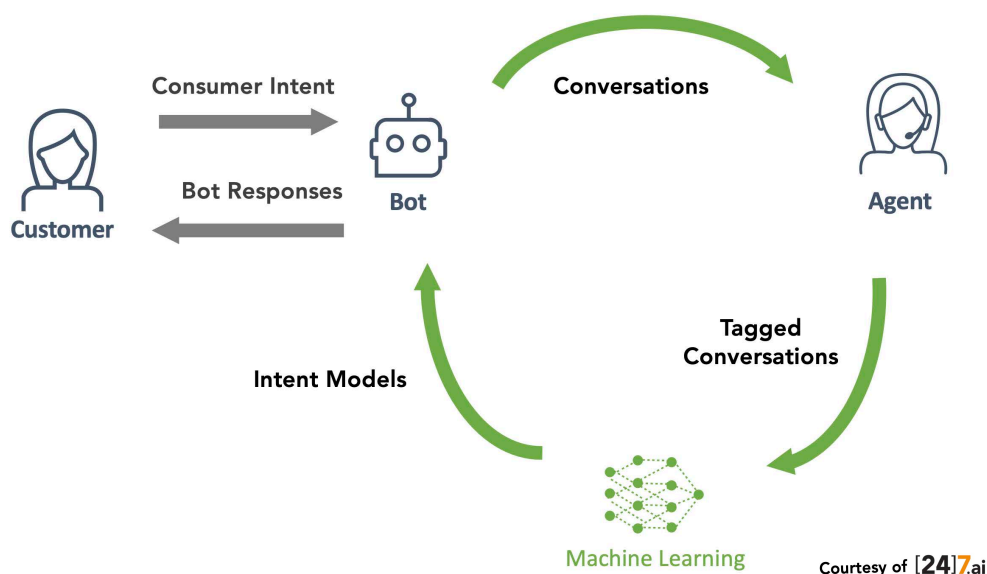 Consumer Intent
Conversations
Bot Responses
Customer
Bot
Agent
Tagged
Conversations
Intent Models
Machine Learning
Courtesy of [24]7.ai